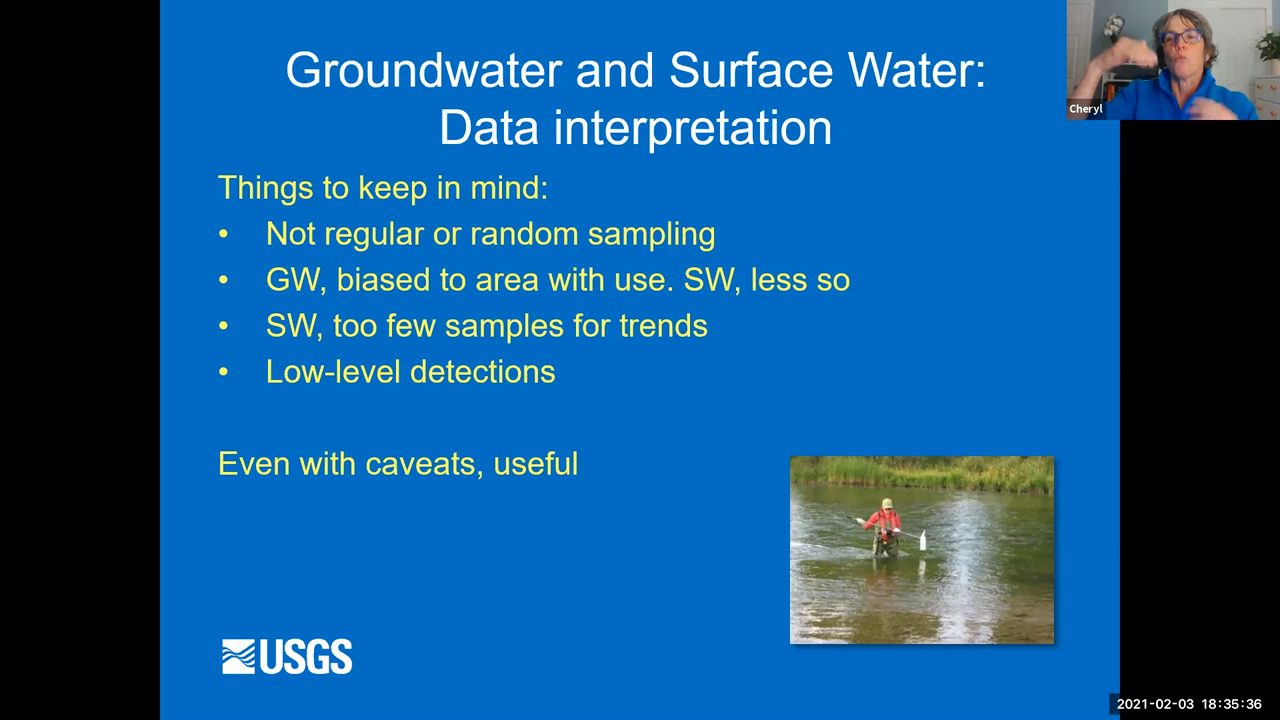 Groundwater and Surface Water:
Data interpretation
Things to keep in mind:
• Not regular or random sampling
• GW, biased to area with use. SW, less so
• SW, too few samples for trends
• Low-level detections
Even with caveats, useful
USGS
Cheryl
2021-02-03 18:35:36